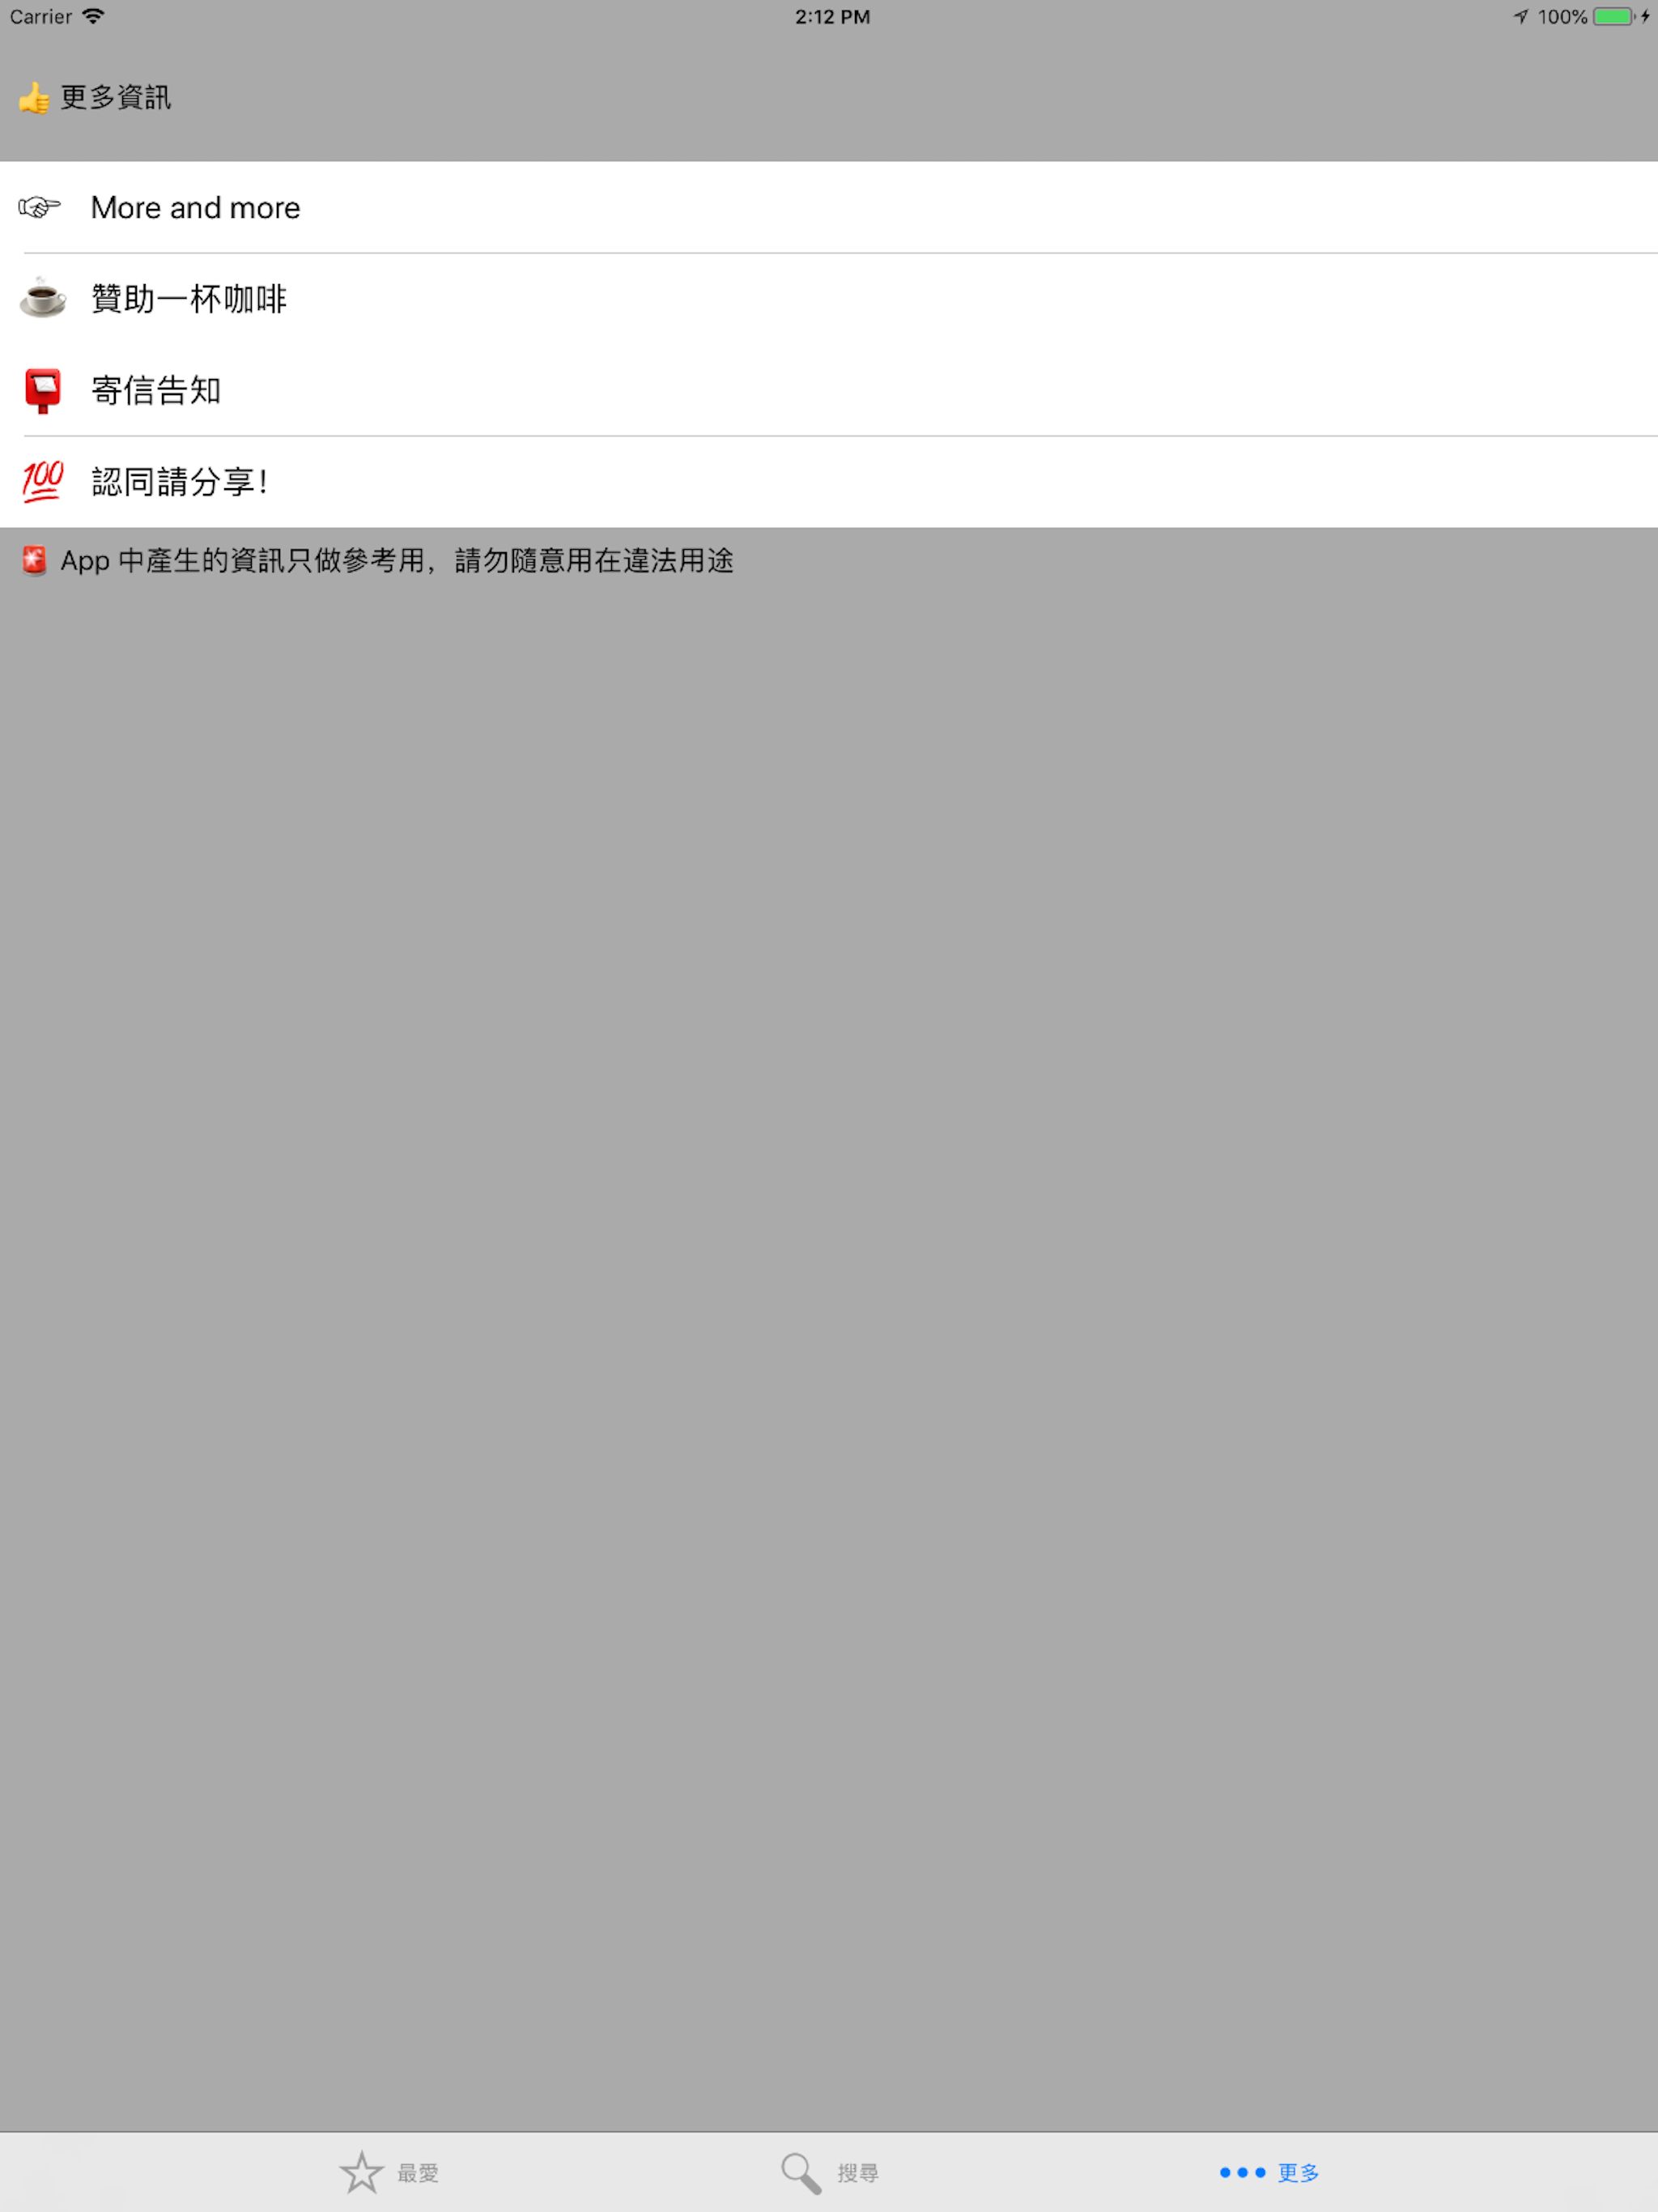 Carrier 2:12 PM 100%
👍 更多資訊
More and more
贊助一杯咖啡
寄信告知
💯 認同請分享!
App 中產生的資訊只做參考用，請勿隨意用在違法用途
最愛 搜尋 更多